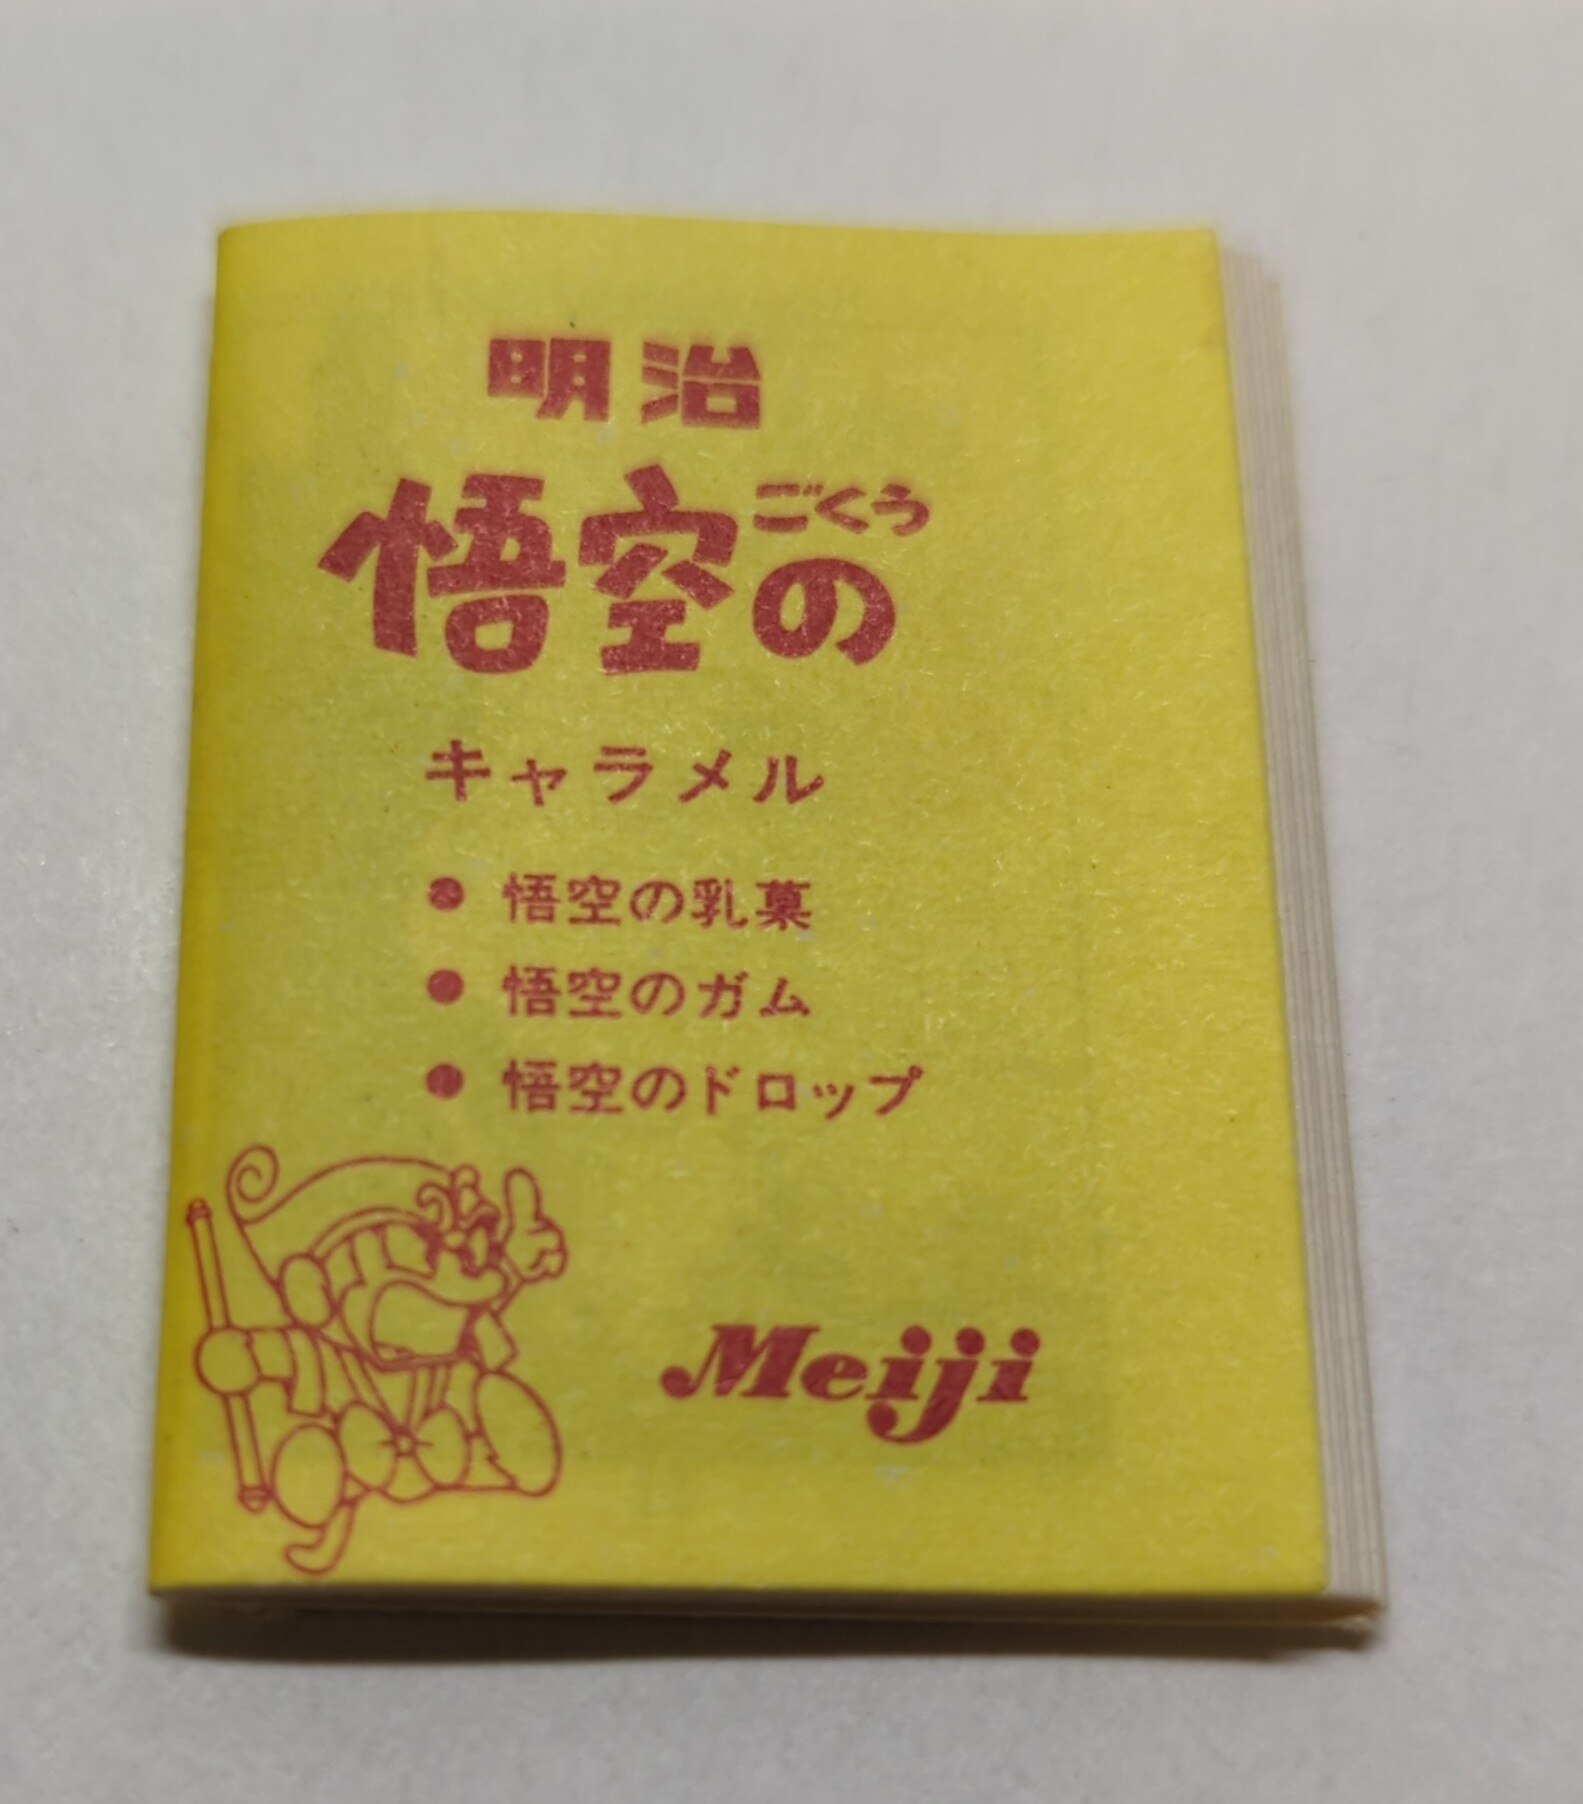 明治
ごくう
悟空の
キャラメル
● 悟空の乳菓
● 悟空のガム
● 悟空のドロップ
Meiji